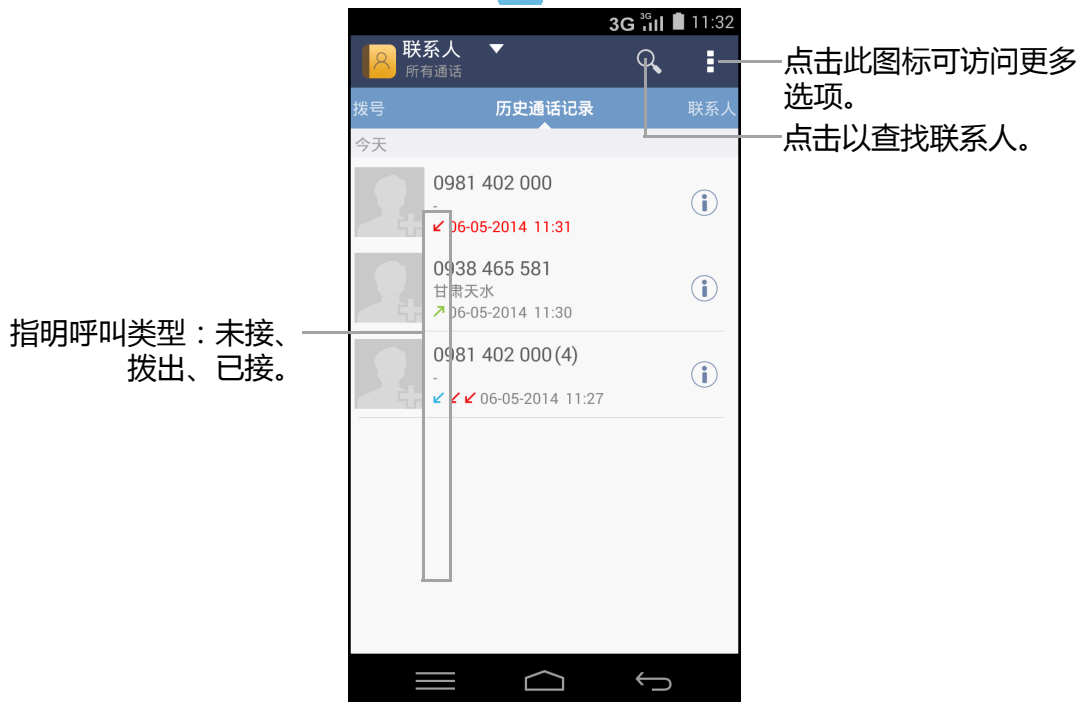 3G 3G 11:32
联系人
所有通话
拨号 历史通话记录 联系人
今天
0981 402 000
-
06-05-2014 11:31
0938 465 581
甘肃天水
06-05-2014 11:30
0981 402 000(4)
-
06-05-2014 11:27
点击此图标可访问更多
选项。
点击以查找联系人。
指明呼叫类型：未接、
拨出、已接。